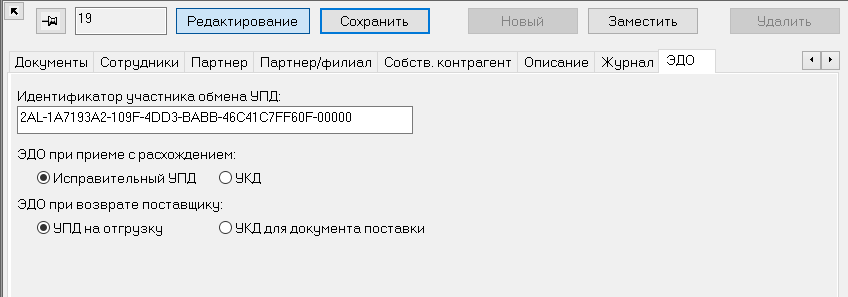 19 Редактирование Сохранить Новый Заместить Удалить
Документы Сотрудники Партнер Партнер/филиал Собств. контрагент Описание Журнал ЭДО
Идентификатор участника обмена УПД:
2AL-1A7193A2-109F-4DD3-BABB-46C41C7FF60F-00000
ЭДО при приеме с расхождением:
Исправительный УПД УКД
ЭДО при возврате поставщику:
УПД на отгрузку УКД для документа поставки